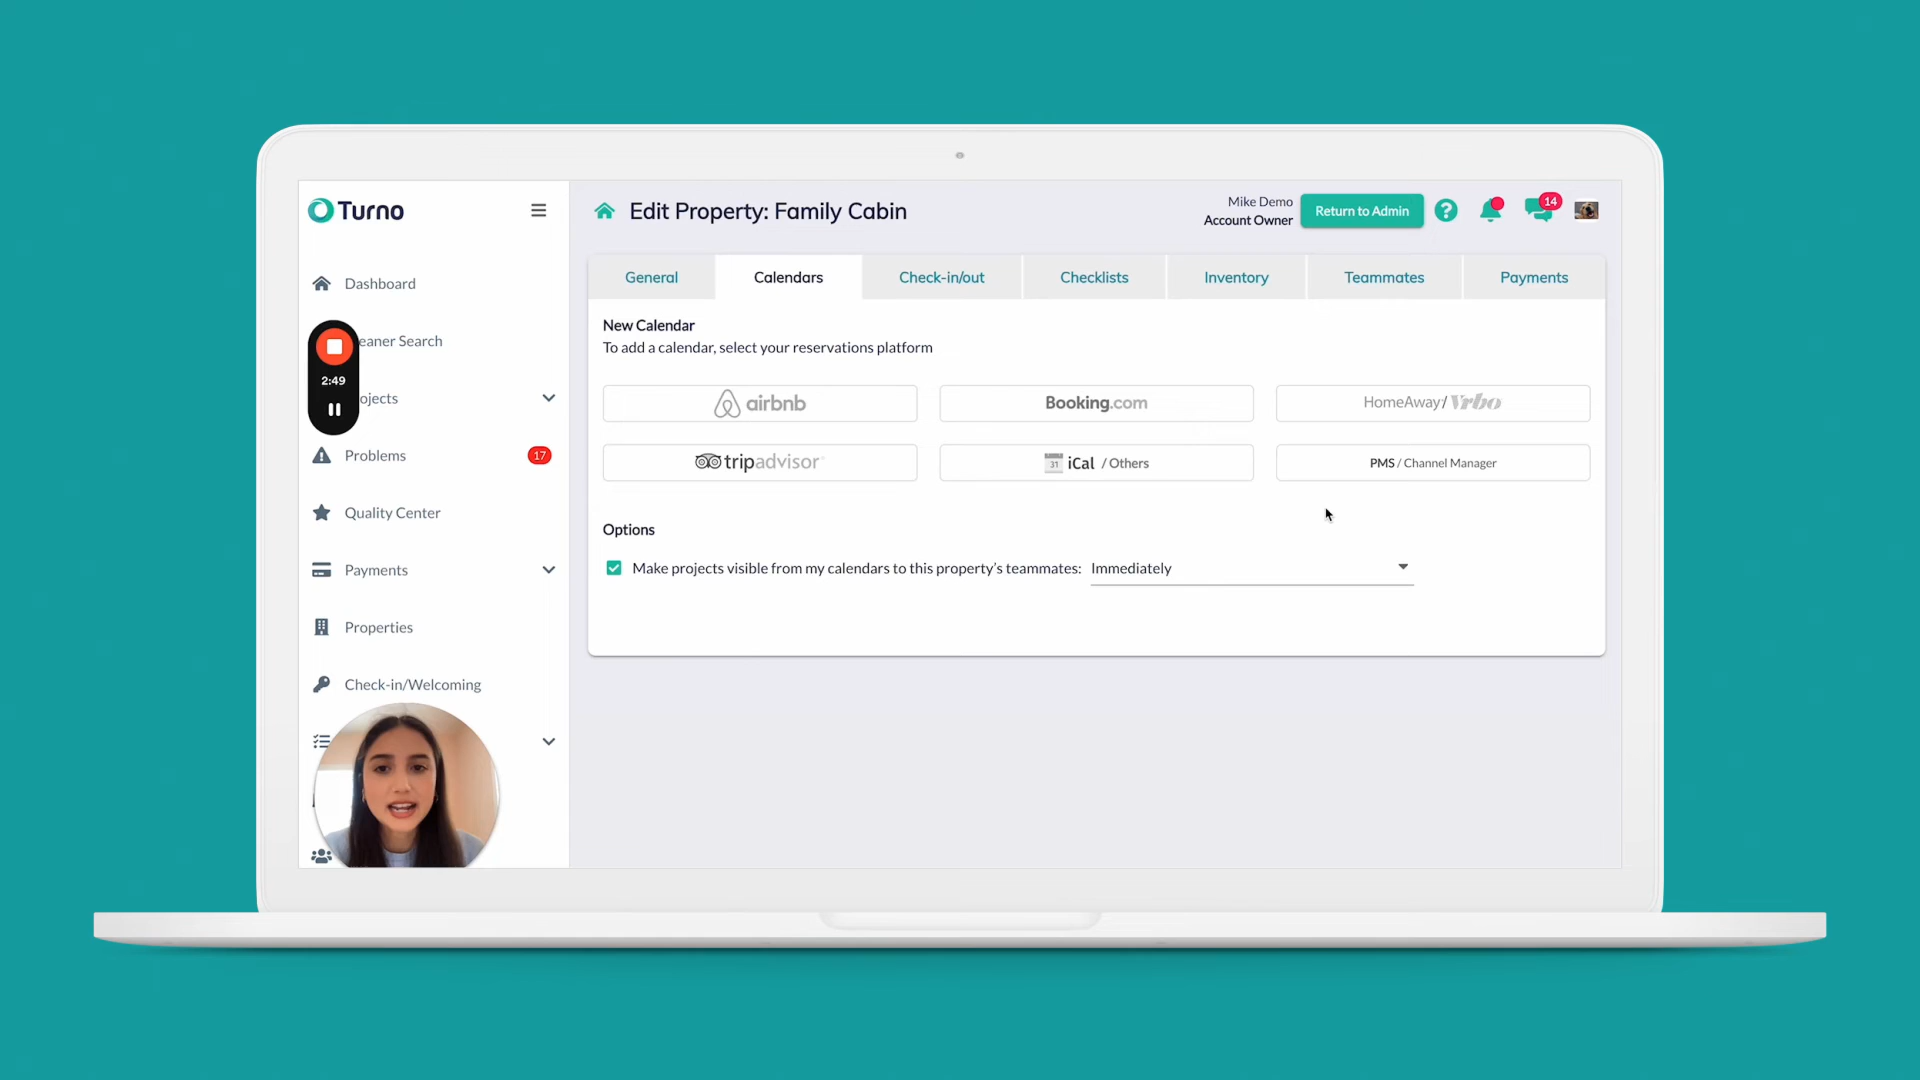 Turno
Edit Property: Family Cabin
Mike Demo
Account Owner
Return to Admin
?
14
Dashboard
eaner Search
ojects
Problems
17
Quality Center
Payments
Properties
Check-in/Welcoming
2:49
General
Calendars
Check-in/out
Checklists
Inventory
Teammates
Payments
New Calendar
To add a calendar, select your reservations platform
airbnb
Booking.com
HomeAway/Vrbo
tripadvisor
31 iCal / Others
PMS / Channel Manager
Options
Make projects visible from my calendars to this property's teammates: Immediately